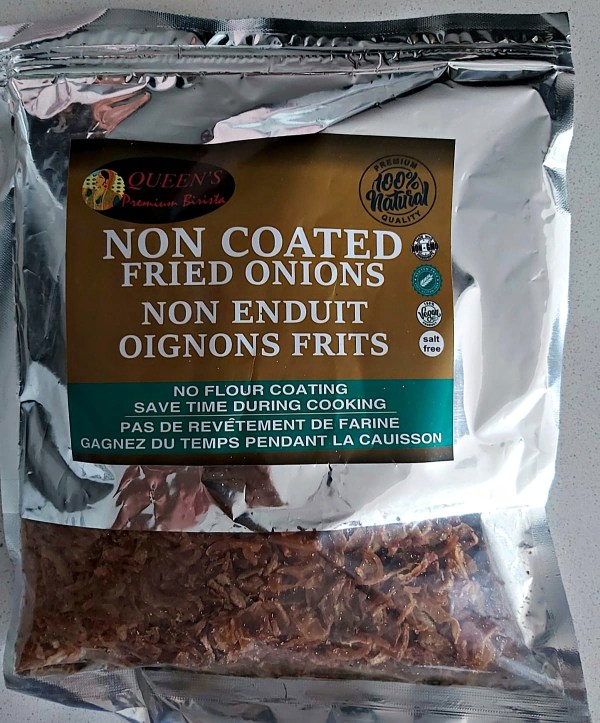 QUEEN'S
Premium Birista
PREMIUM
100%
Natural
QUALITY
NON COATED
FRIED ONIONS
NON ENDUIT
OIGNONS FRITS
Vegan
salt
free
NO FLOUR COATING
SAVE TIME DURING COOKING
PAS DE REVÊTEMENT DE FARINE
GAGNEZ DU TEMPS PENDANT LA CAUISSON